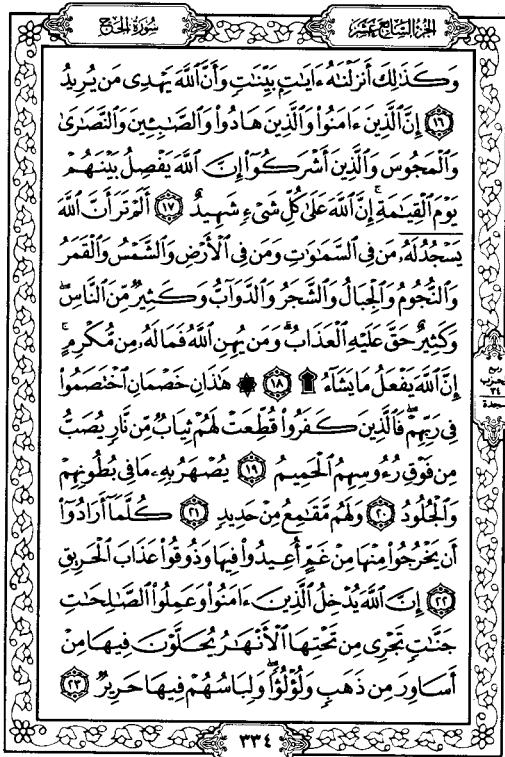 الجزء السابع عشر
سورة الحج
وَكَذَٰلِكَ أَنزَلْنَٰهُ ءَايَٰتٍۭ بَيِّنَٰتٍ وَأَنَّ ٱللَّهَ يَهْدِى مَن يُرِيدُ
١٦ إِنَّ ٱلَّذِينَ ءَامَنُوا۟ وَٱلَّذِينَ هَادُوا۟ وَٱلصَّٰبِـِٔينَ وَٱلنَّصَٰرَىٰ
وَٱلْمَجُوسَ وَٱلَّذِينَ أَشْرَكُوٓا۟ إِنَّ ٱللَّهَ يَفْصِلُ بَيْنَهُمْ
يَوْمَ ٱلْقِيَٰمَةِ ۚ إِنَّ ٱللَّهَ عَلَىٰ كُلِّ شَىْءٍ شَهِيدٌ ١٧ أَلَمْ تَرَ أَنَّ ٱللَّهَ
يَسْجُدُ لَهُۥ مَن فِى ٱلسَّمَٰوَٰتِ وَمَن فِى ٱلْأَرْضِ وَٱلشَّمْسُ وَٱلْقَمَرُ
وَٱلنُّجُومُ وَٱلْجِبَالُ وَٱلشَّجَرُ وَٱلدَّوَآبُّ وَكَثِيرٌ مِّنَ ٱلنَّاسِ ۖ
وَكَثِيرٌ حَقَّ عَلَيْهِ ٱلْعَذَابُ ۗ وَمَن يُهِنِ ٱللَّهُ فَمَا لَهُۥ مِن مُّكْرِمٍ ۚ
إِنَّ ٱللَّهَ يَفْعَلُ مَا يَشَآءُ ۩ ١٨ ۞ هَٰذَانِ خَصْمَانِ ٱخْتَصَمُوا۟
فِى رَبِّهِمْ ۖ فَٱلَّذِينَ كَفَرُوا۟ قُطِّعَتْ لَهُمْ ثِيَابٌ مِّن نَّارٍ يُصَبُّ
مِن فَوْقِ رُءُوسِهِمُ ٱلْحَمِيمُ ١٩ يُصْهَرُ بِهِۦ مَا فِى بُطُونِهِمْ
وَٱلْجُلُودُ ٢٠ وَلَهُم مَّقَٰمِعُ مِنْ حَدِيدٍ ٢١ كُلَّمَآ أَرَادُوٓا۟
أَن يَخْرُجُوا۟ مِنْهَا مِنْ غَمٍّ أُعِيدُوا۟ فِيهَا وَذُوقُوا۟ عَذَابَ ٱلْحَرِيقِ
٢٢ إِنَّ ٱللَّهَ يُدْخِلُ ٱلَّذِينَ ءَامَنُوا۟ وَعَمِلُوا۟ ٱلصَّٰلِحَٰتِ
جَنَّٰتٍ تَجْرِى مِن تَحْتِهَا ٱلْأَنْهَٰرُ يُحَلَّوْنَ فِيهَا مِنْ
أَسَاوِرَ مِن ذَهَبٍ وَلُؤْلُؤًا ۖ وَلِبَاسُهُمْ فِيهَا حَرِيرٌ ٢٣
ربع
٣٤
سجدة
٣٣٤